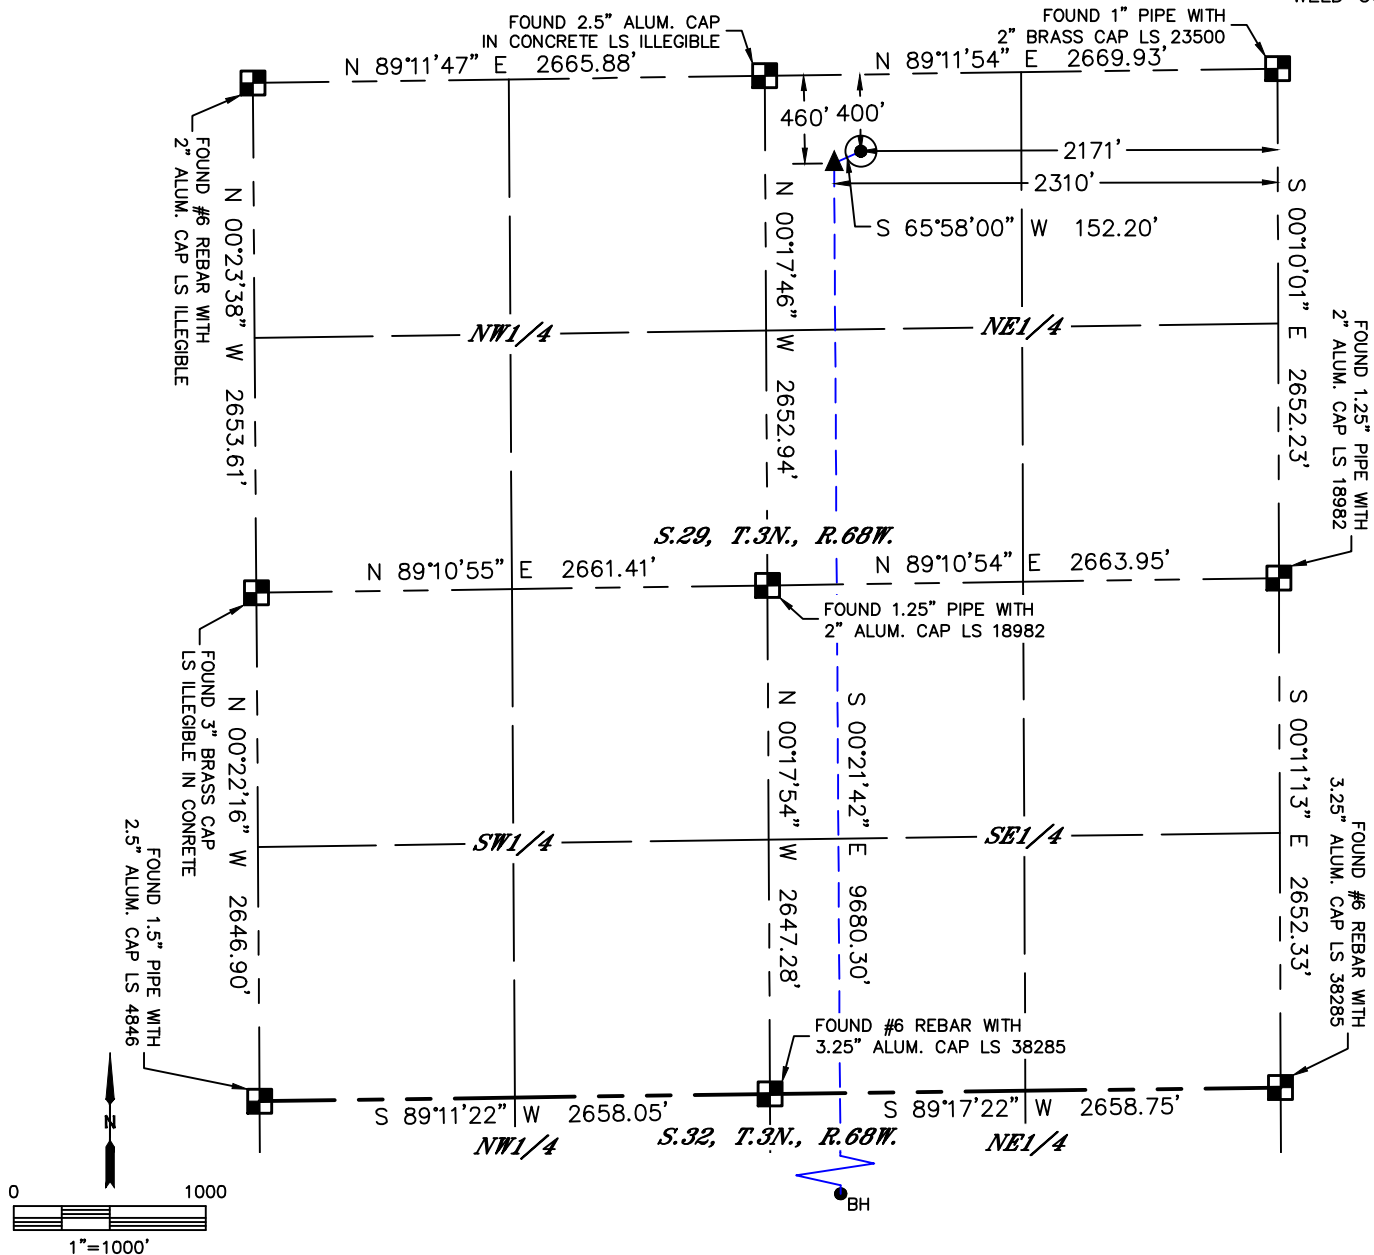 FOUND 2.5" ALUM. CAP
IN CONCRETE LS ILLEGIBLE
FOUND 1" PIPE WITH
2" BRASS CAP LS 23500
N 89°11'47" E 2665.88'
N 89°11'54" E 2669.93'
460'
400'
2171'
2310'
S 65°58'00" W 152.20'
FOUND #6 REBAR WITH
2" ALUM. CAP LS ILLEGIBLE
N 00°23'38" W 2653.61'
N 00°17'46" W 2652.94'
S 00°10'01" E 2652.23'
FOUND 1.25" PIPE WITH
2" ALUM. CAP LS 18982
NW1/4
NE1/4
S.29, T.3N., R.68W.
N 89°10'55" E 2661.41'
N 89°10'54" E 2663.95'
FOUND 1.25" PIPE WITH
2" ALUM. CAP LS 18982
FOUND 3" BRASS CAP
LS ILLEGIBLE IN CONRETE
N 00°22'16" W 2646.90'
N 00°17'54" W 2647.28'
S 00°21'42" E 9680.30'
S 00°11'13" E 2652.33'
FOUND #6 REBAR WITH
3.25" ALUM. CAP LS 38285
SW1/4
SE1/4
FOUND 1.5" PIPE WITH
2.5" ALUM. CAP LS 4846
FOUND #6 REBAR WITH
3.25" ALUM. CAP LS 38285
S 89°11'22" W 2658.05'
S 89°17'22" W 2658.75'
S.32, T.3N., R.68W.
NW1/4
NE1/4
N
BH
0 1000
1"=1000'